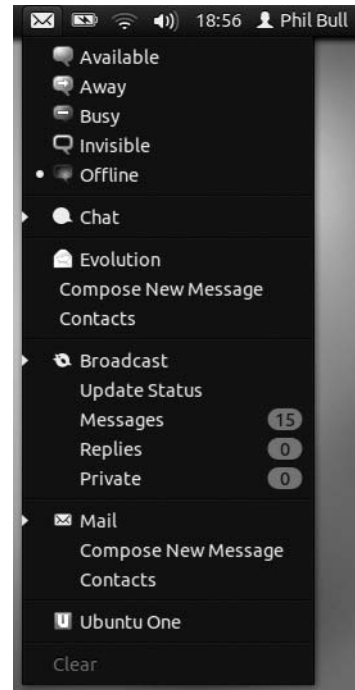 18:56 Phil Bull
Available
Away
Busy
Invisible
Offline
Chat
Evolution
Compose New Message
Contacts
Broadcast
Update Status
Messages 15
Replies 0
Private 0
Mail
Compose New Message
Contacts
Ubuntu One
Clear